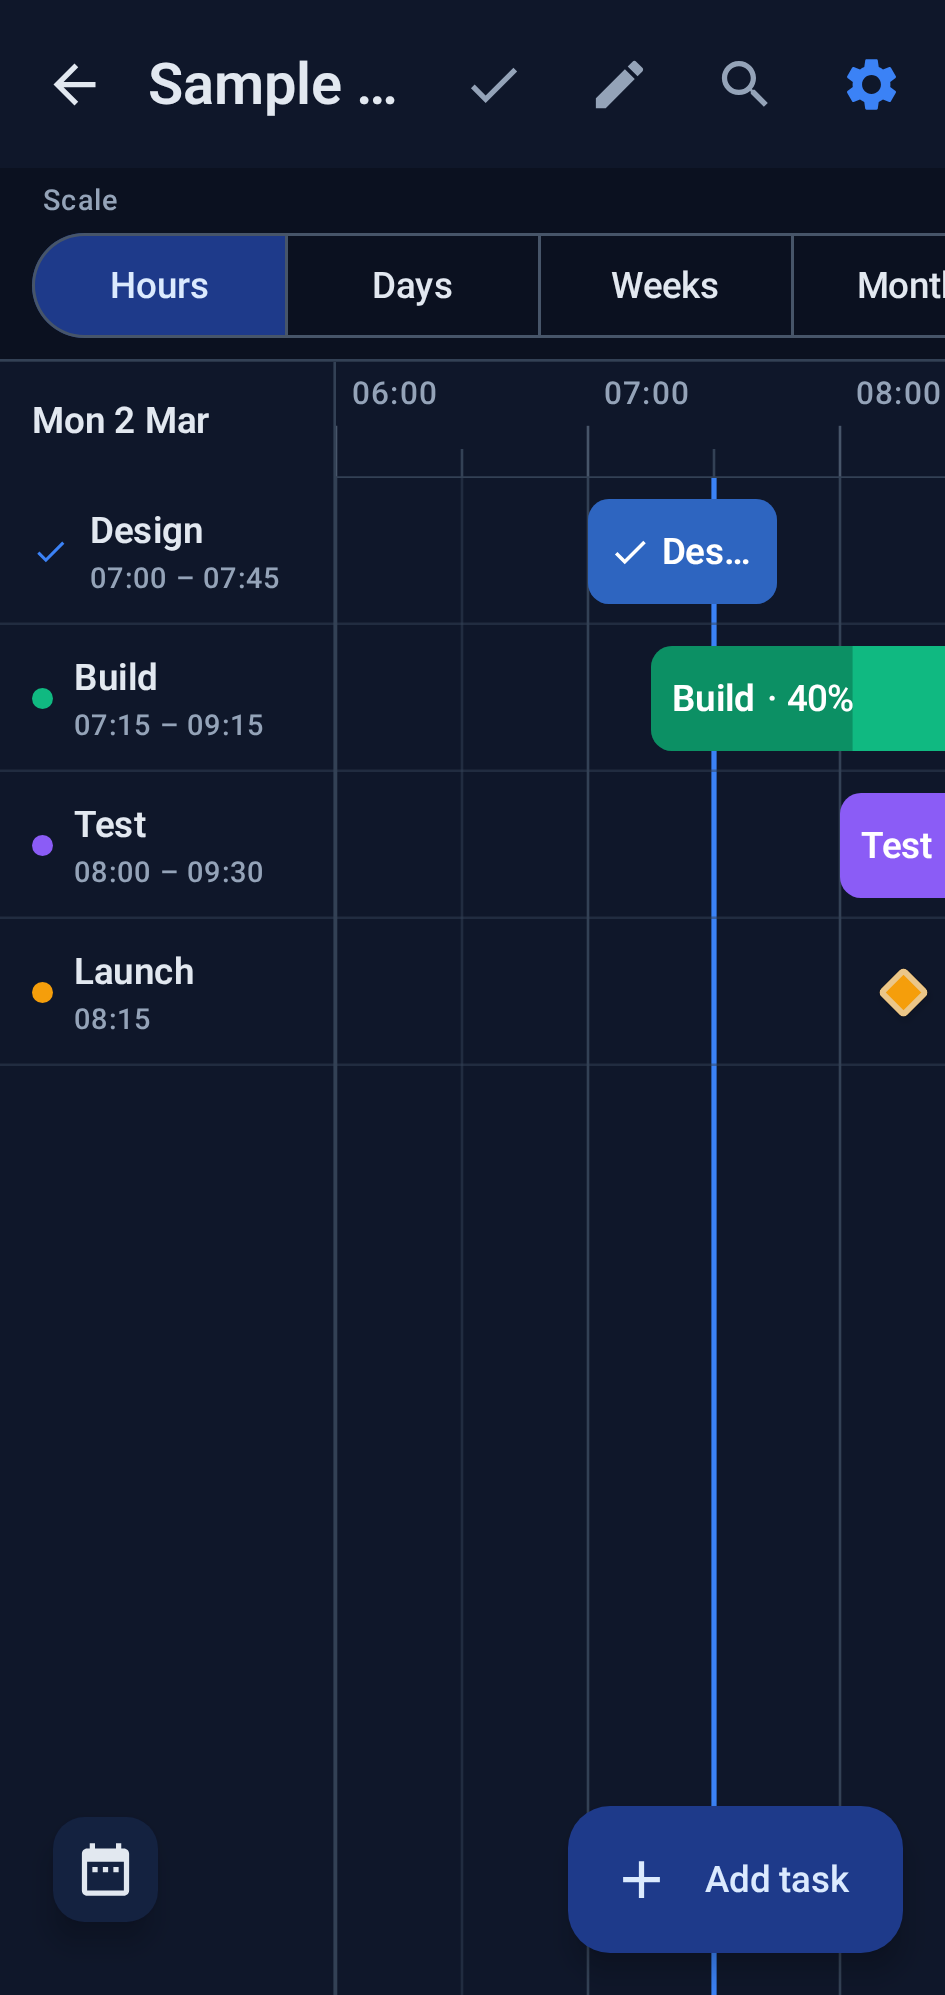 Sample ...
Scale
Hours Days Weeks Mont
06:00 07:00 08:00
Mon 2 Mar
Design
07:00 – 07:45
Des...
Build
07:15 – 09:15
Build · 40%
Test
08:00 – 09:30
Test
Launch
08:15
Add task